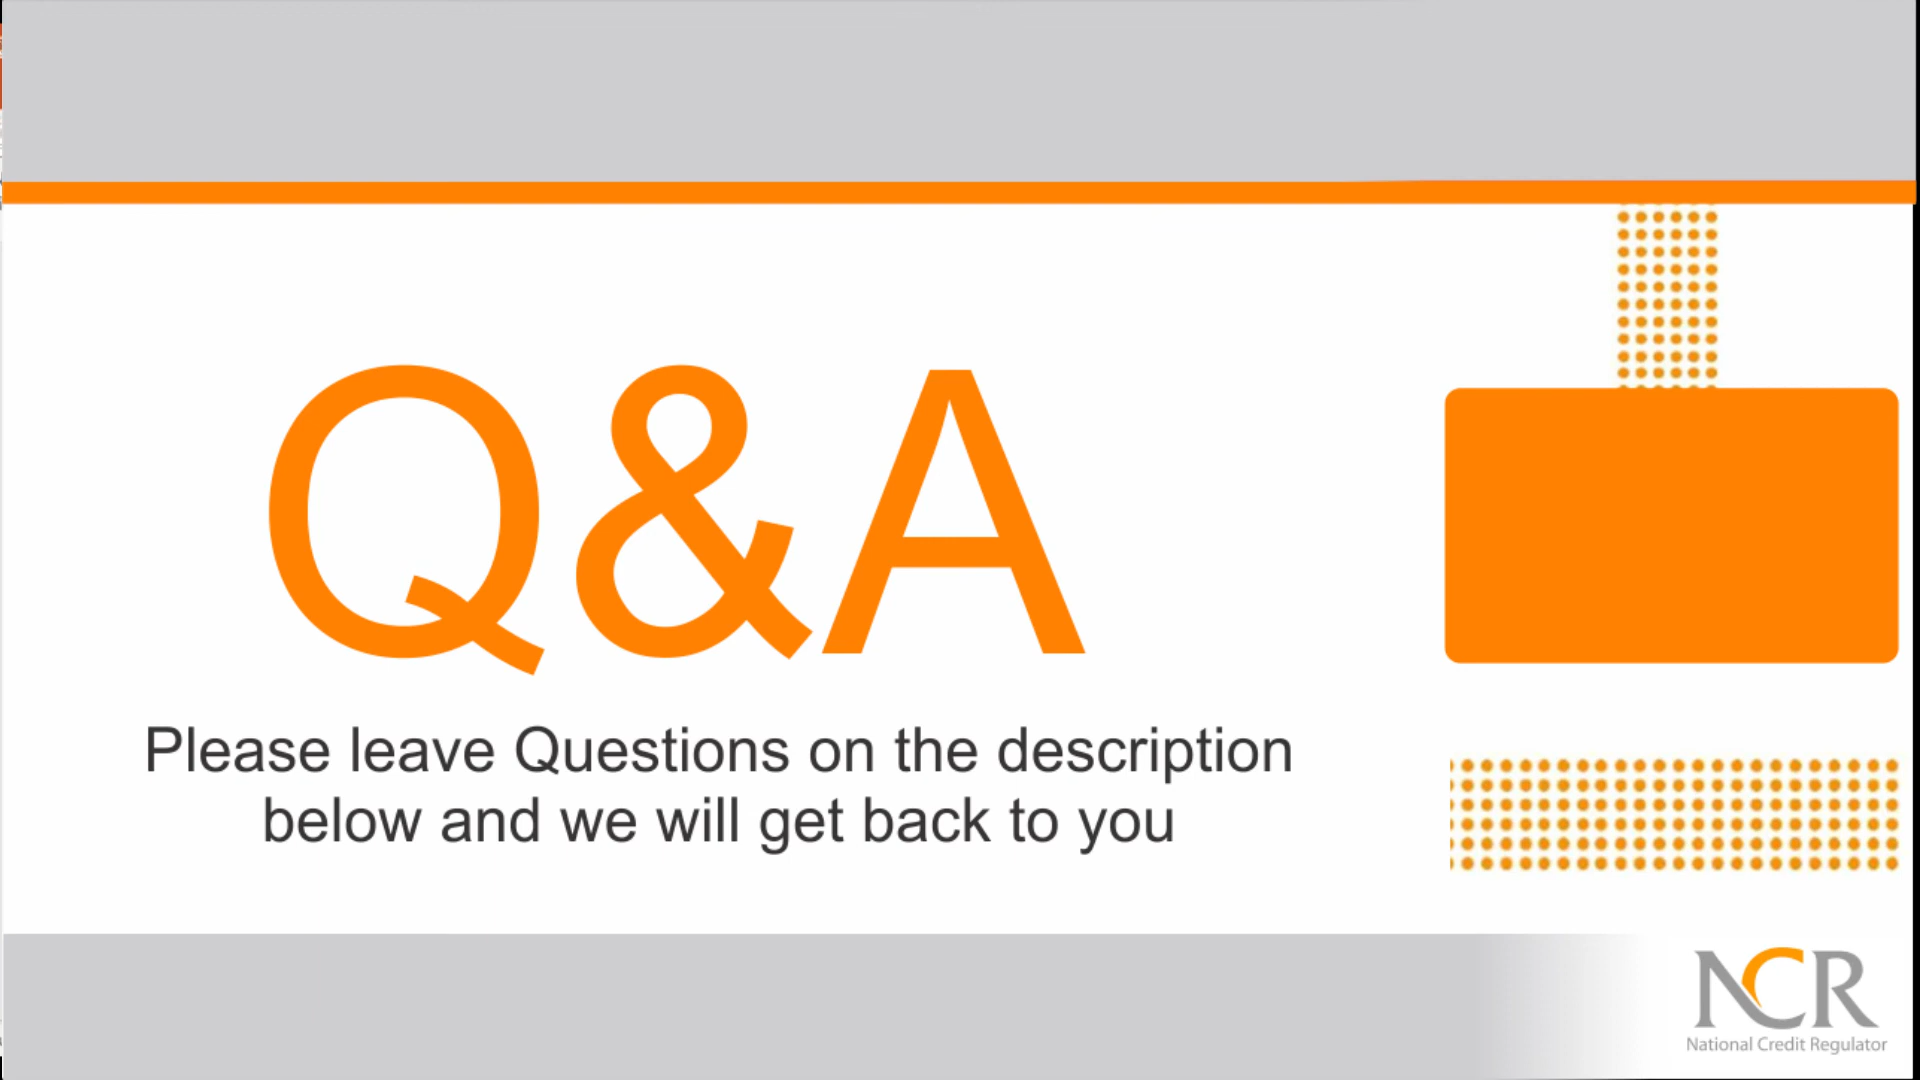 Q&A
Please leave Questions on the description
below and we will get back to you
NCR
National Credit Regulator